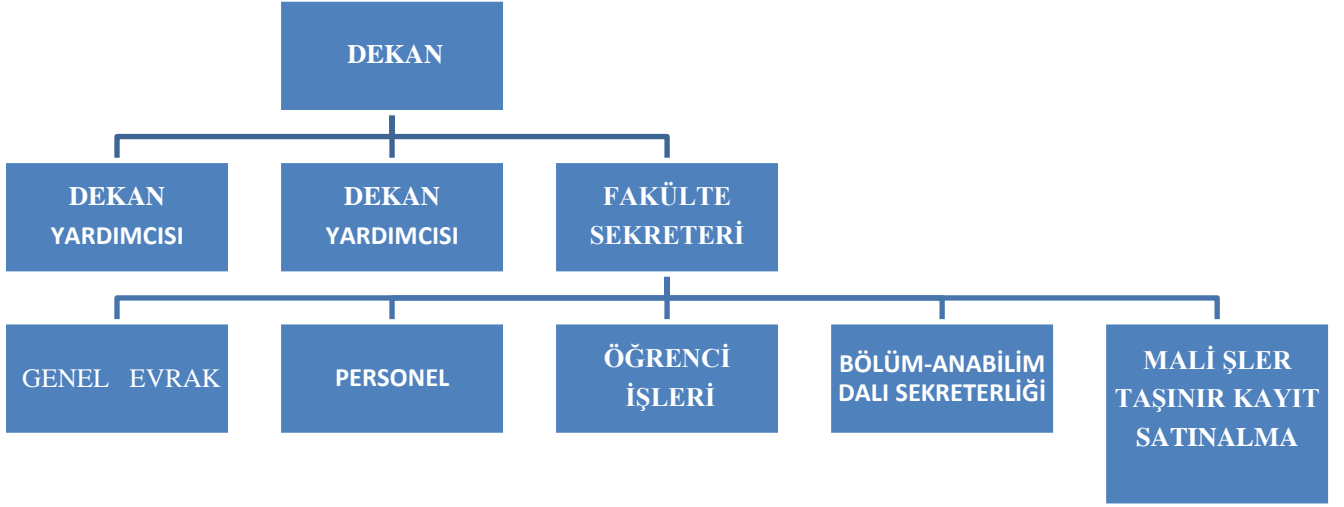 DEKAN
DEKAN
YARDIMCISI
DEKAN
YARDIMCISI
FAKÜLTE
SEKRETERİ
GENEL EVRAK
PERSONEL
ÖĞRENCİ
İŞLERİ
BÖLÜM-ANABİLİM
DALI SEKRETERLİĞİ
MALİ ŞLER
TAŞINIR KAYIT
SATINALMA